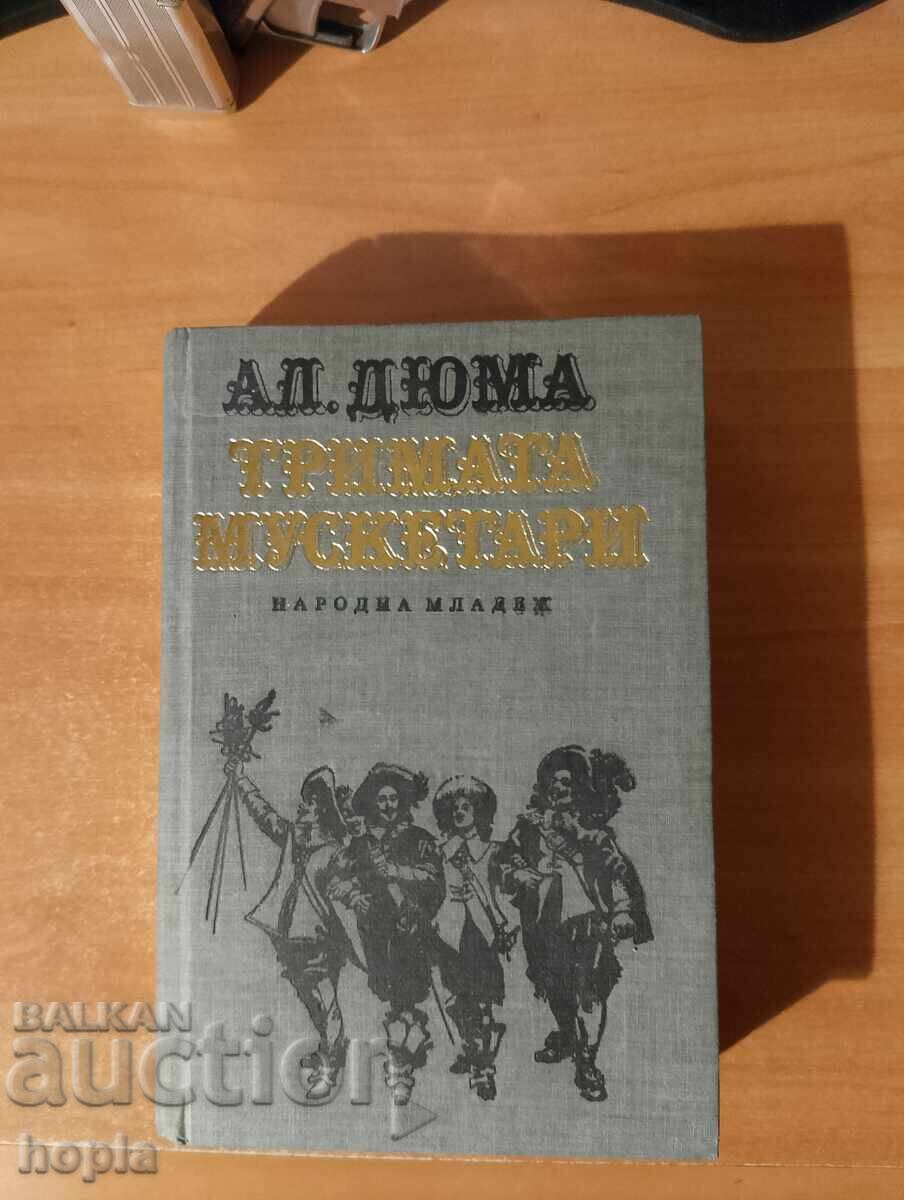 АЛ. ДЮМА
ТРИМАТА
МУСКЕТАРИ
НАРОДНА МЛАДЕЖ
BALKAN
auction
hopla